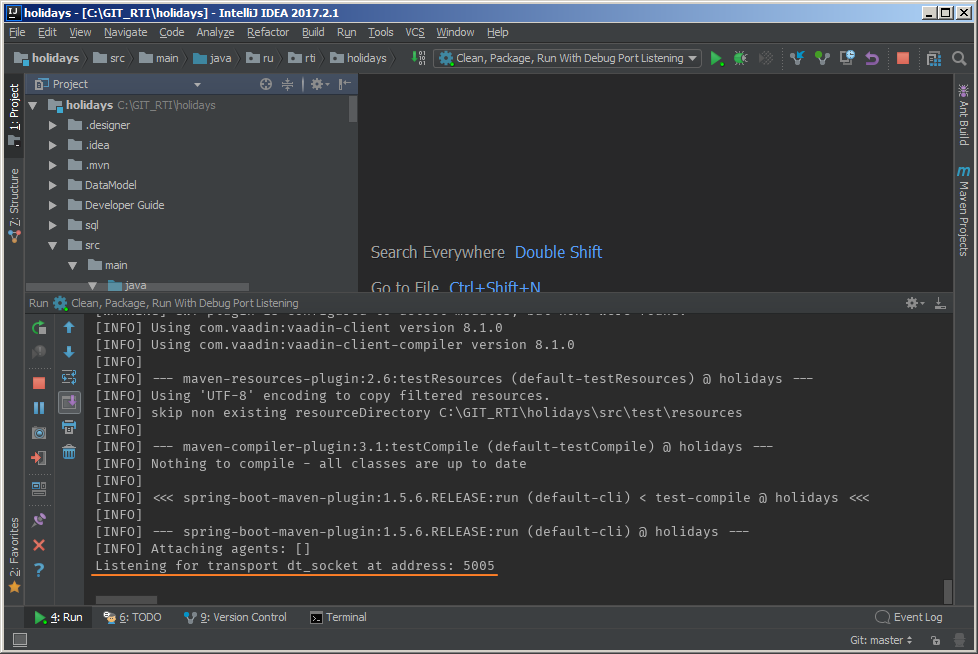 holidays - [C:\GIT_RTI\holidays] - IntelliJ IDEA 2017.2.1
File Edit View Navigate Code Analyze Refactor Build Run Tools VCS Window Help
holidays src main java ru rti holidays Clean, Package, Run With Debug Port Listening
1: Project
7: Structure
2: Favorites
Project
holidays C:\GIT_RTI\holidays
.designer
.idea
.mvn
DataModel
Developer Guide
sql
src
main
java
Search Everywhere Double Shift
Go to File Ctrl+Shift+N
Ant Build
m Maven Projects
Run Clean, Package, Run With Debug Port Listening
[INFO] Using com.vaadin:vaadin-client version 8.1.0
[INFO] Using com.vaadin:vaadin-client-compiler version 8.1.0
[INFO]
[INFO] --- maven-resources-plugin:2.6:testResources (default-testResources) @ holidays ---
[INFO] Using 'UTF-8' encoding to copy filtered resources.
[INFO] skip non existing resourceDirectory C:\GIT_RTI\holidays\src\test\resources
[INFO]
[INFO] --- maven-compiler-plugin:3.1:testCompile (default-testCompile) @ holidays ---
[INFO] Nothing to compile - all classes are up to date
[INFO]
[INFO] <<< spring-boot-maven-plugin:1.5.6.RELEASE:run (default-cli) < test-compile @ holidays <<<
[INFO]
[INFO] --- spring-boot-maven-plugin:1.5.6.RELEASE:run (default-cli) @ holidays ---
[INFO] Attaching agents: []
Listening for transport dt_socket at address: 5005
4: Run 6: TODO 9: Version Control Terminal Event Log
Git: master